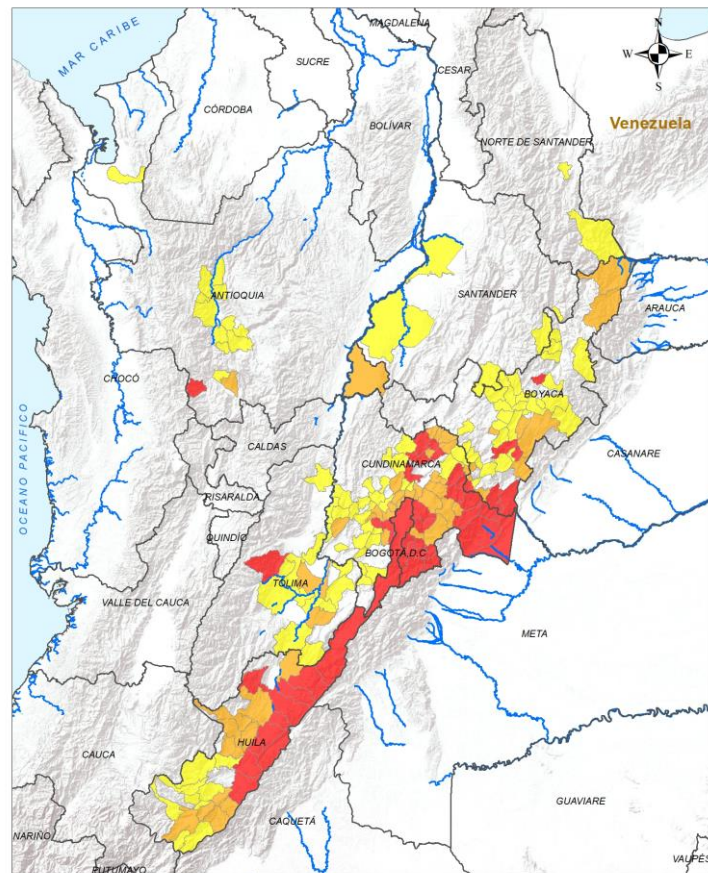 MAGDALENA
MAR CARIBE
SUCRE
CESAR
N
W
E
S
CÓRDOBA
BOLÍVAR
Venezuela
NORTE DE SANTANDER
ANTIOQUIA
SANTANDER
ARAUCA
CHOCÓ
BOYACA
CALDAS
CUNDINAMARCA
CASANARE
OCEANO PACIFICO
RISARALDA
QUINDÍO
BOGOTÁ,D.C
TOLIMA
VALLE DEL CAUCA
META
HUILA
CAUCA
GUAVIARE
CAQUETÁ
NARIÑO
PUTUMAYO
VAUPÉS